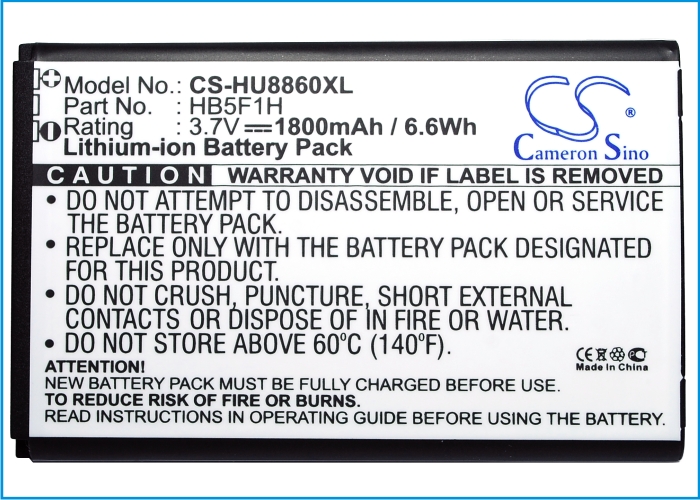 Model No.: CS-HU8860XL
Part No.: HB5F1H
Rating : 3.7V 1800mAh / 6.6Wh
Lithium-ion Battery Pack
CS ®
Cameron Sino
CAUTION WARRANTY VOID IF LABEL IS REMOVED
• DO NOT ATTEMPT TO DISASSEMBLE, OPEN OR SERVICE
THE BATTERY PACK.
• REPLACE ONLY WITH THE BATTERY PACK DESIGNATED
FOR THIS EQUIPMENT.
• DO NOT CRUSH, PUNCTURE, SHORT EXTERNAL
CONTACTS OR DISPOSE OF IN FIRE OR WATER.
• DO NOT STORE ABOVE 60°C (140°F).
CE
Made In China
ATTENTION!
NEW BATTERY PACK MUST BE FULLY CHARGED BEFORE USE.
TO REDUCE RISK OF FIRE OR BURNS.
READ INSTRUCTION IN OPERATING GUIDE BEFORE USING.